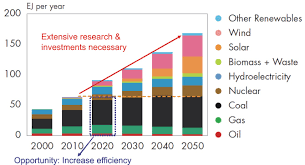 EJ per year
200
150
100
50
0
Extensive research &
investments necessary
2000 2010 2020 2030 2040 2050
Opportunity: Increase efficiency
Other Renewables
Wind
Solar
Biomass + Waste
Hydroelectricity
Nuclear
Coal
Gas
Oil